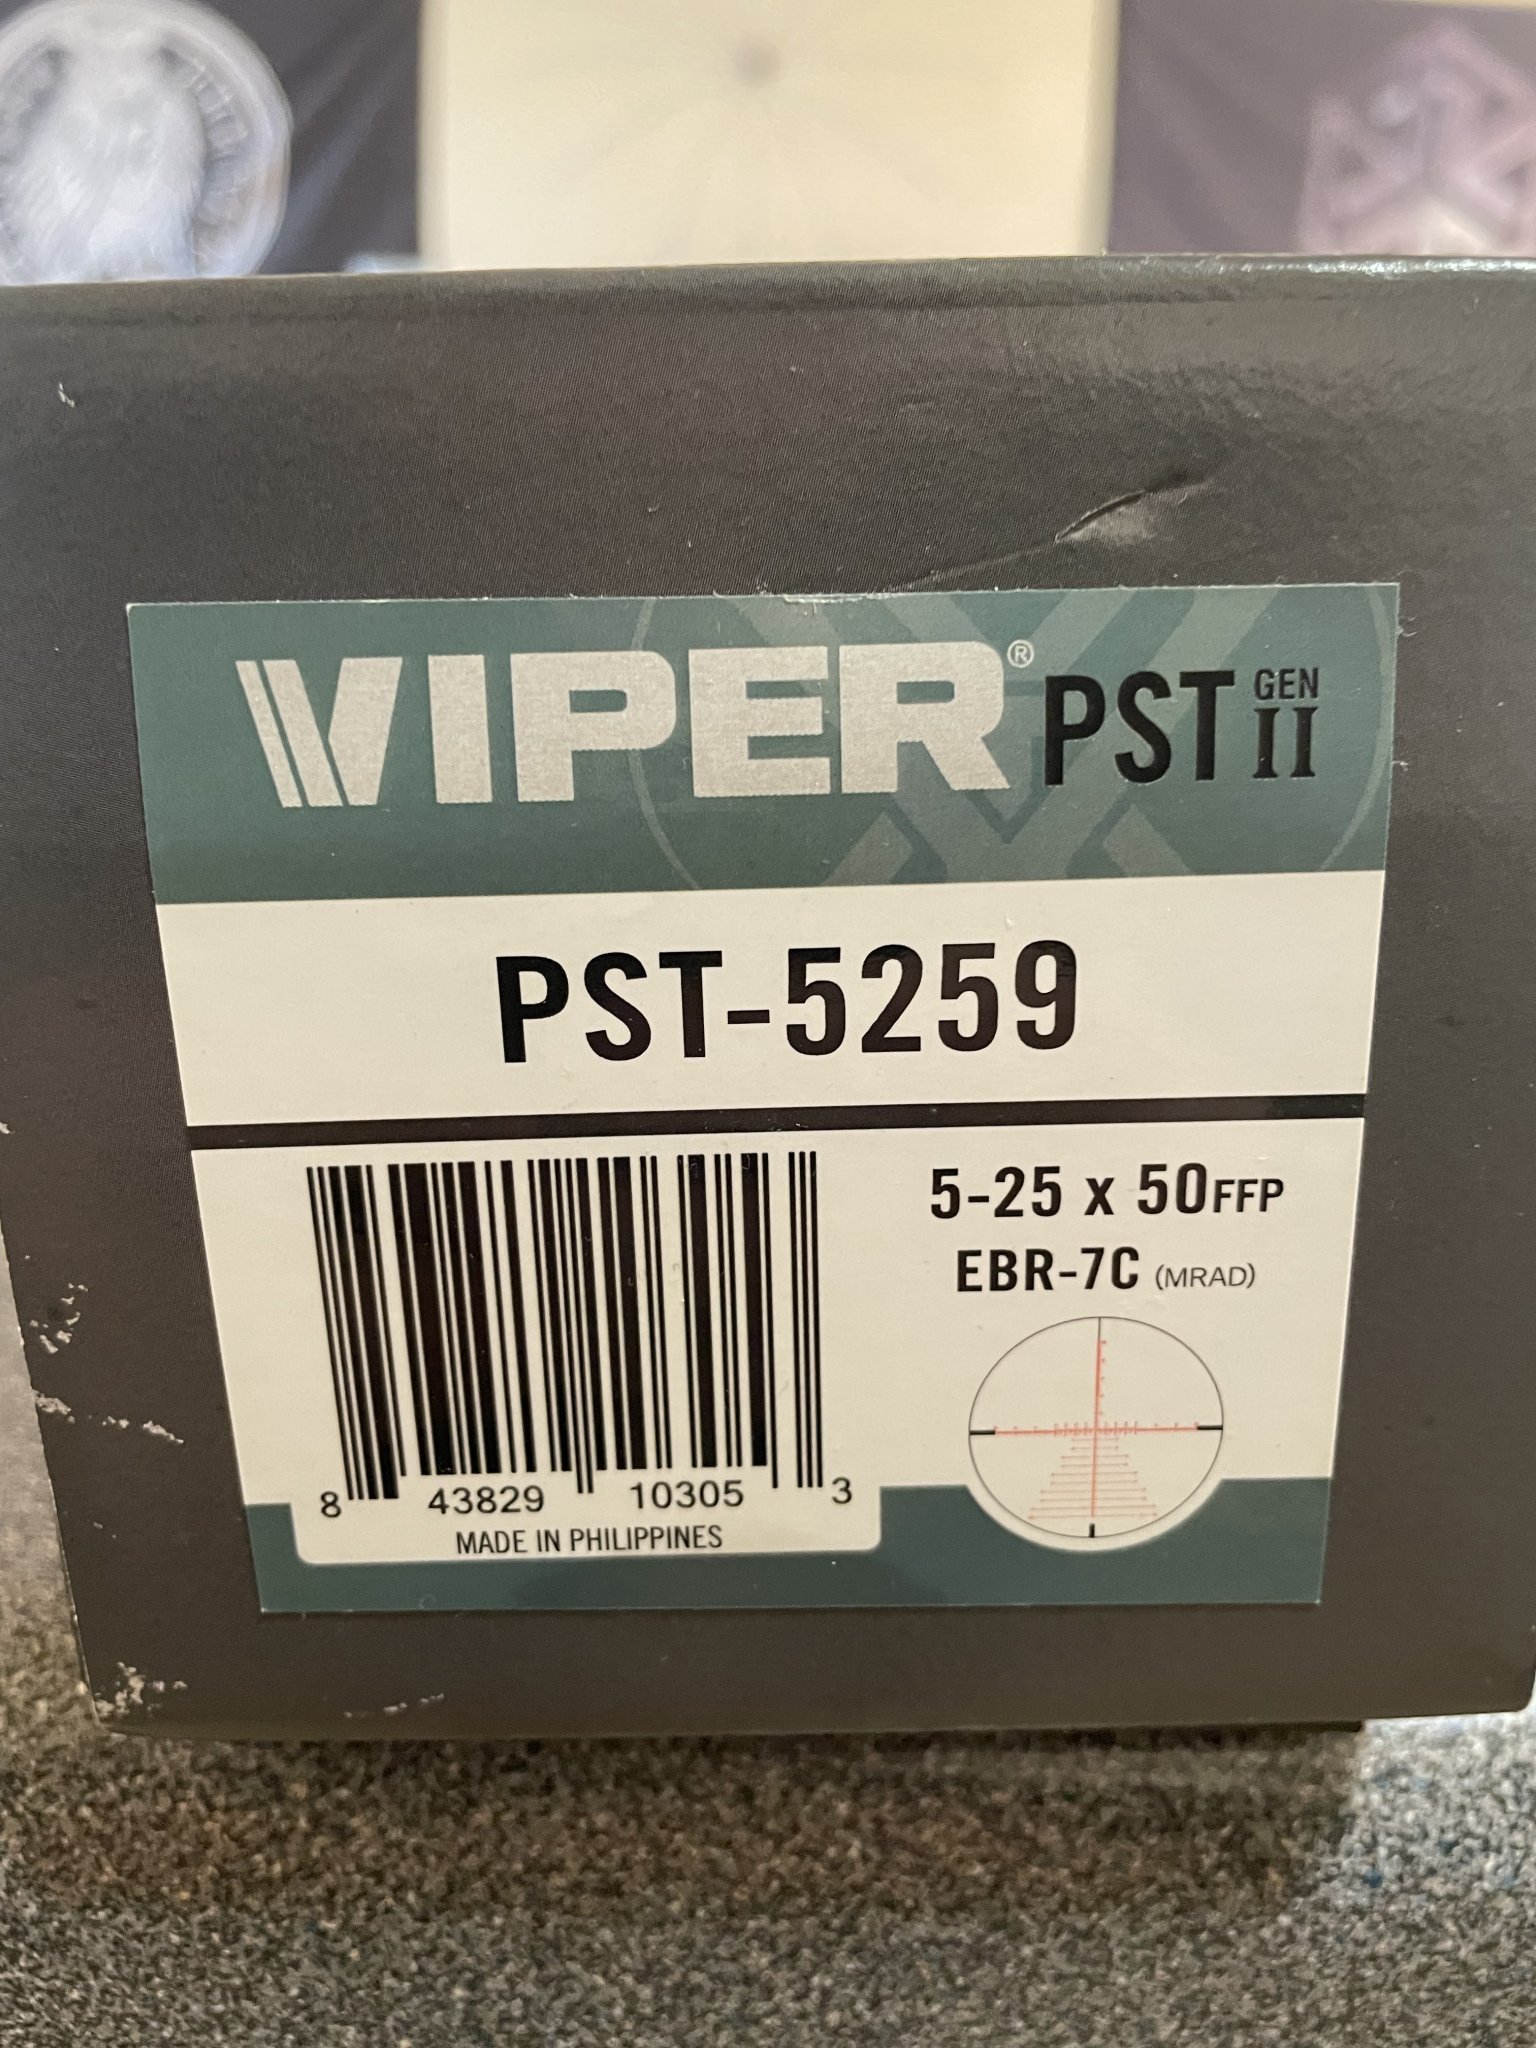 VIPER® PST GEN II
PST-5259
5-25 x 50FFP
EBR-7C (MRAD)
8 43829 10305 3
MADE IN PHILIPPINES